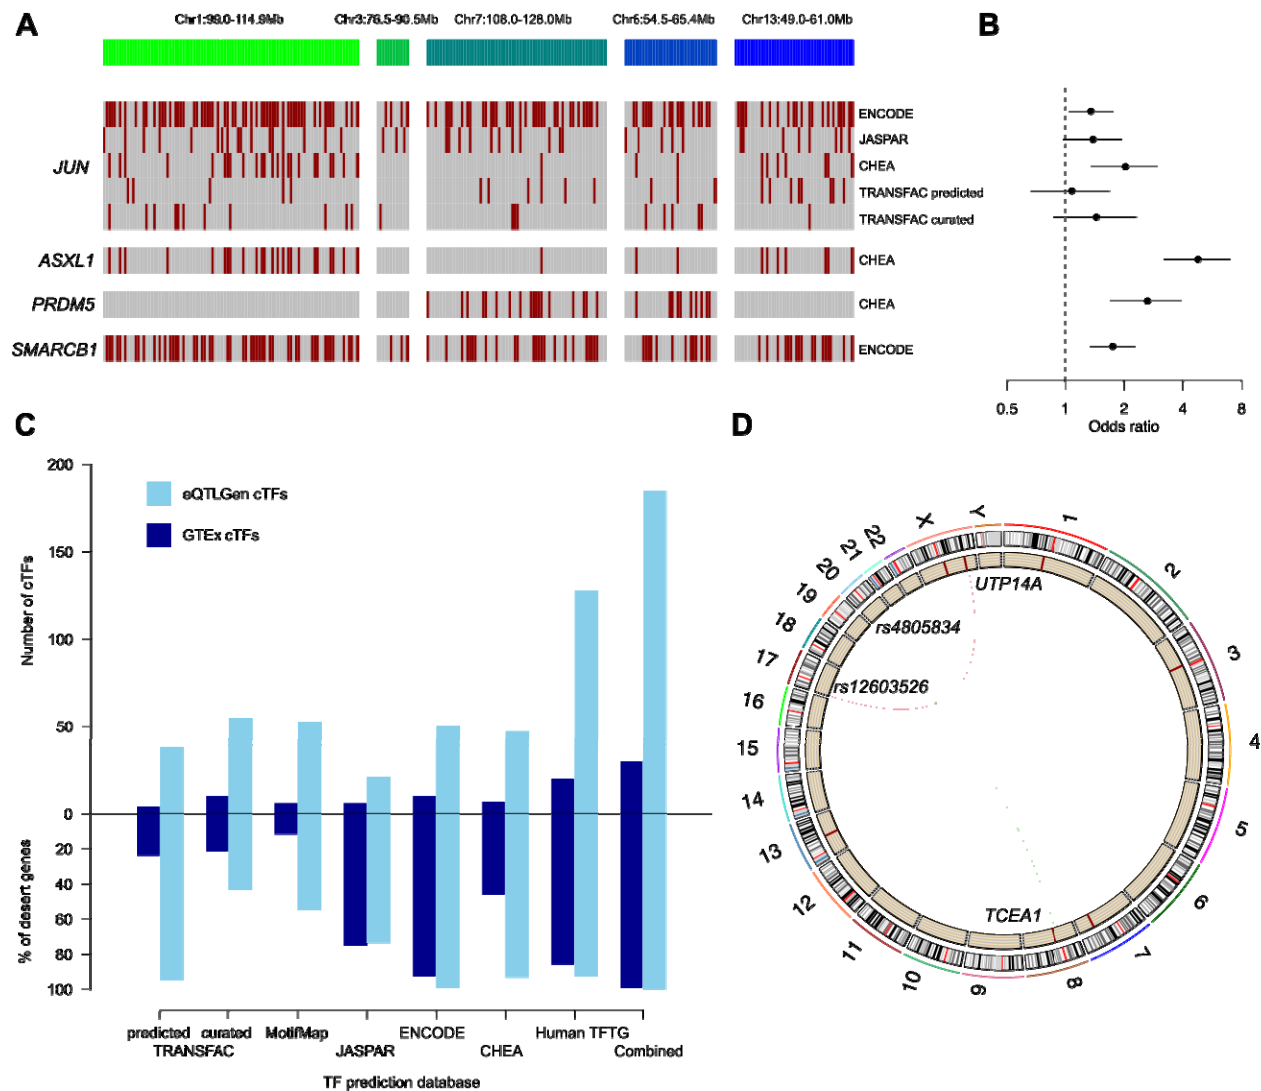 A
Chr1:99.0-114.9Mb Chr3:76.5-90.5Mb Chr7:108.0-128.0Mb Chr6:54.5-65.4Mb Chr13:49.0-61.0Mb
JUN
ENCODE
JASPAR
CHEA
TRANSFAC predicted
TRANSFAC curated
ASXL1 CHEA
PRDM5 CHEA
SMARCB1 ENCODE
B
0.5 1 2 4 8
Odds ratio
C
200
150
100
50
0
20
40
60
80
100
Number of cTFs
% of desert genes
eQTLGen cTFs
GTEx cTFs
predicted curated MotifMap ENCODE Human TFTG
TRANSFAC JASPAR CHEA Combined
TF prediction database
D
1
2
3
4
5
6
7
8
9
10
11
12
13
14
15
16
17
18
19
20
21
22
X
Y
UTP14A
rs4805834
rs12603526
TCEA1